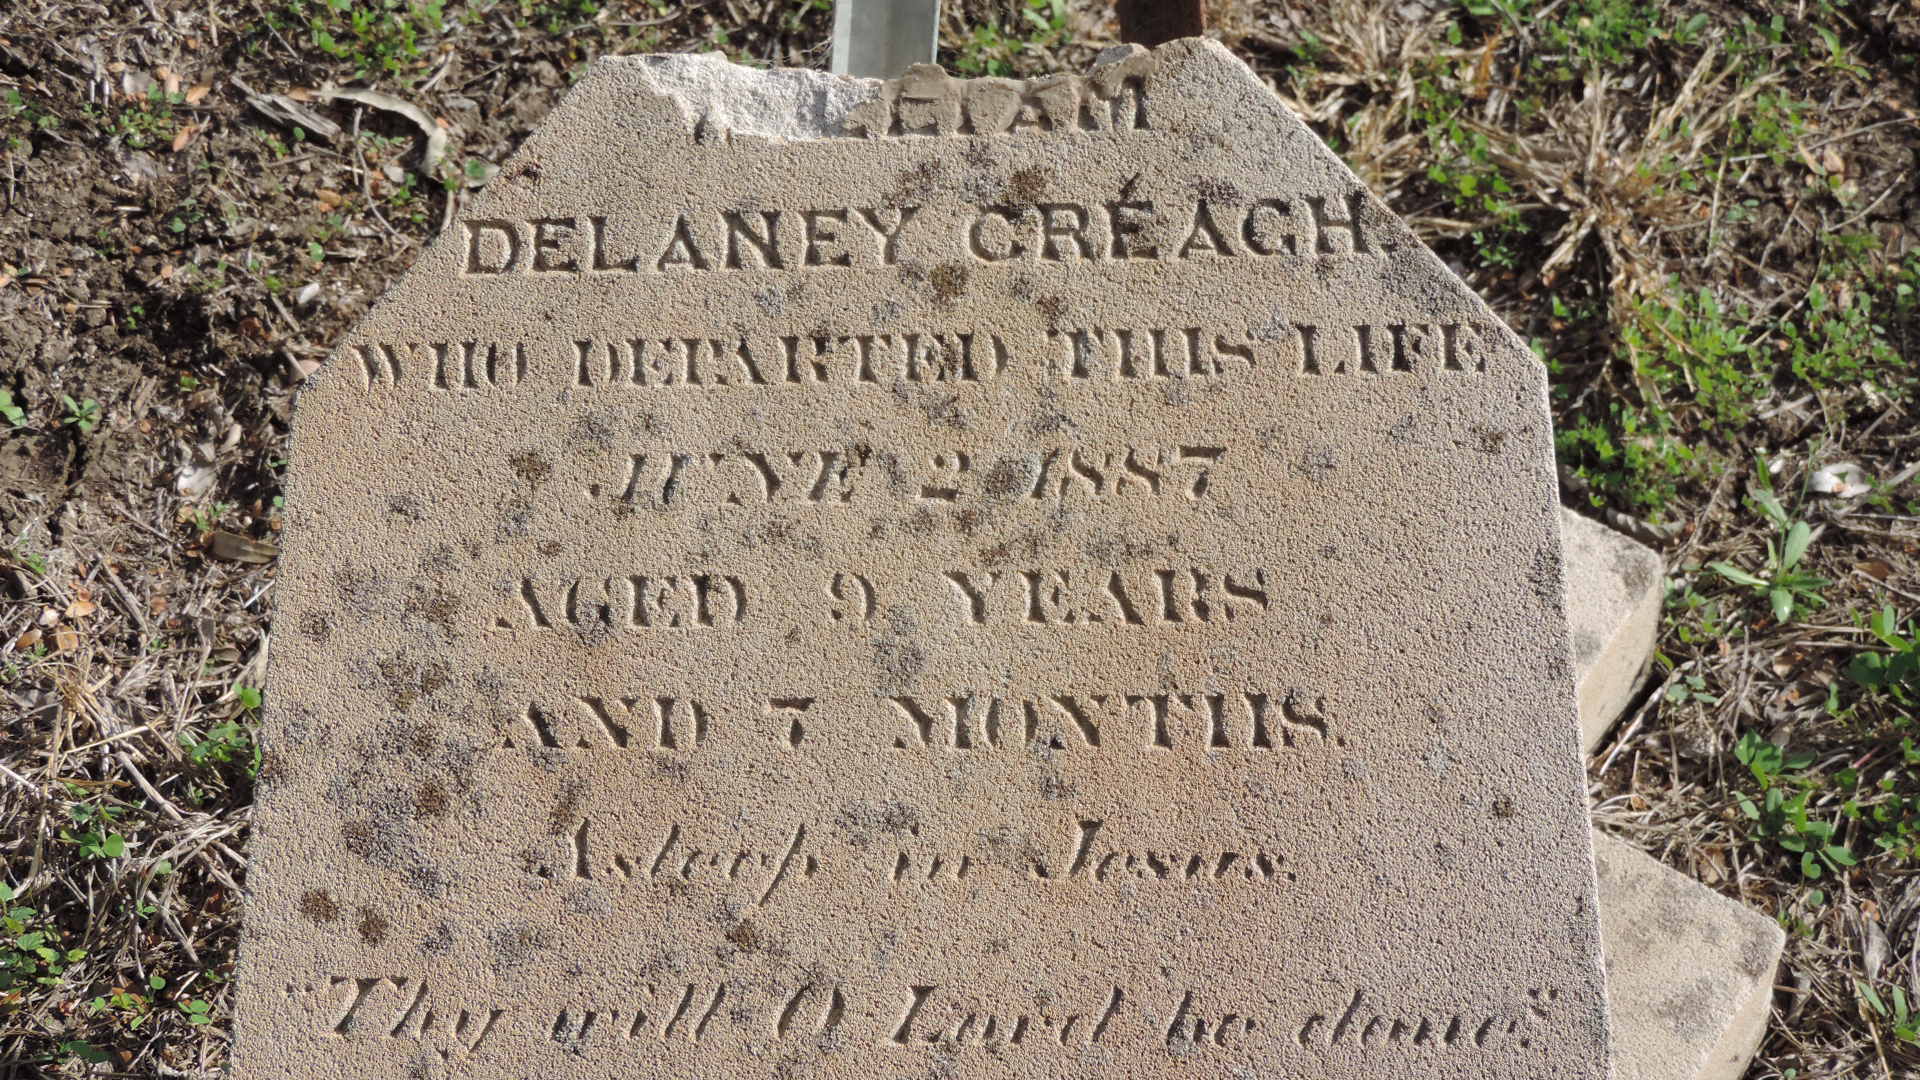 DELANEY CRÉAGH.
WHO DEPARTED THIS LIFE
JUNE 2 1887
AGED 9 YEARS
AND 7 MONTHS.
Asleep in Jesus.
"Thy will O Lord be done."